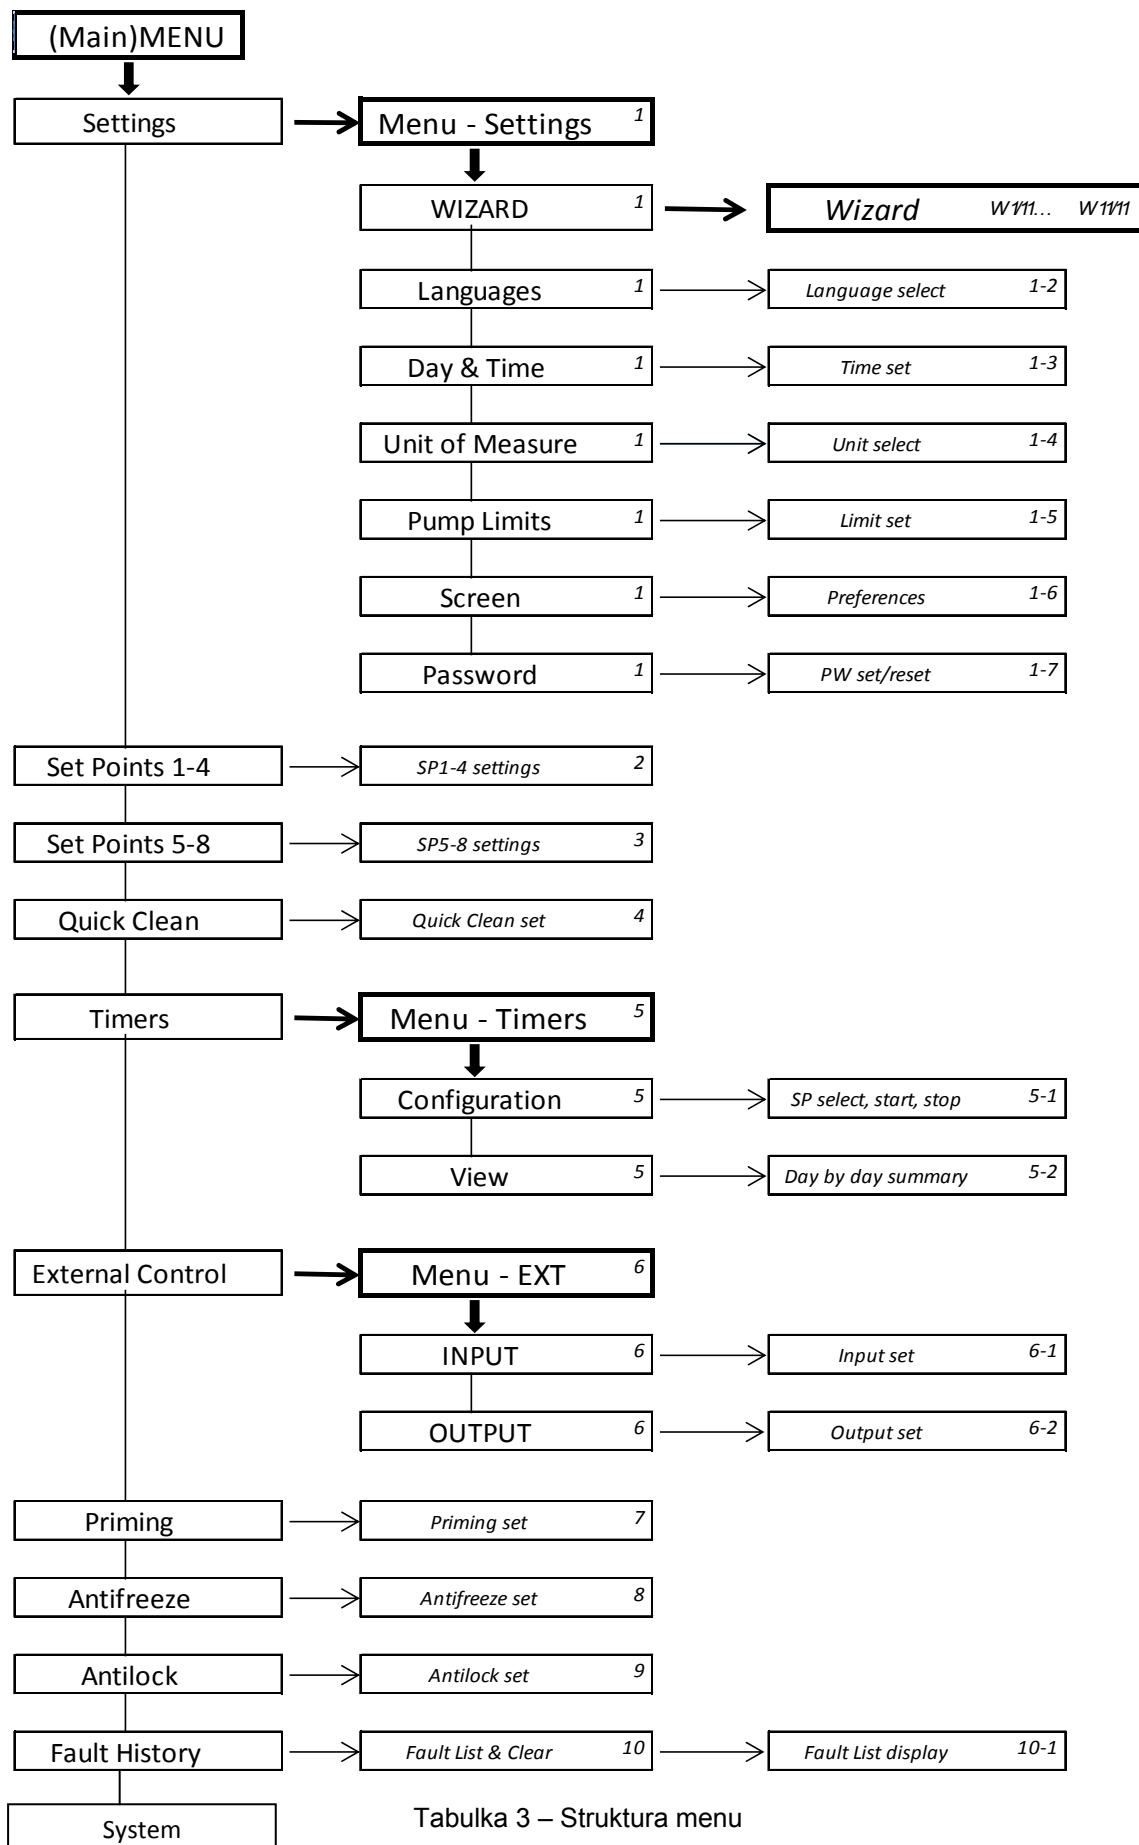 (Main)MENU
Settings
Menu - Settings 1
WIZARD 1
Wizard W1/11... W11/11
Languages 1
Language select 1-2
Day & Time 1
Time set 1-3
Unit of Measure 1
Unit select 1-4
Pump Limits 1
Limit set 1-5
Screen 1
Preferences 1-6
Password 1
PW set/reset 1-7
Set Points 1-4
SP1-4 settings 2
Set Points 5-8
SP5-8 settings 3
Quick Clean
Quick Clean set 4
Timers
Menu - Timers 5
Configuration 5
SP select, start, stop 5-1
View 5
Day by day summary 5-2
External Control
Menu - EXT 6
INPUT 6
Input set 6-1
OUTPUT 6
Output set 6-2
Priming
Priming set 7
Antifreeze
Antifreeze set 8
Antilock
Antilock set 9
Fault History
Fault List & Clear 10
Fault List display 10-1
System
Tabulka 3 – Struktura menu